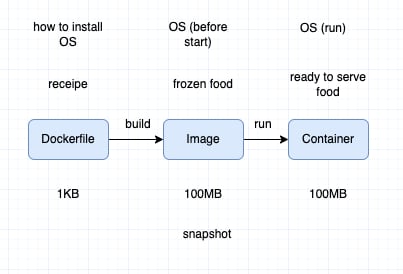 how to install
OS
OS (before
start)
OS (run)
receipe
frozen food
ready to serve
food
Dockerfile
build
Image
run
Container
1KB
100MB
100MB
snapshot